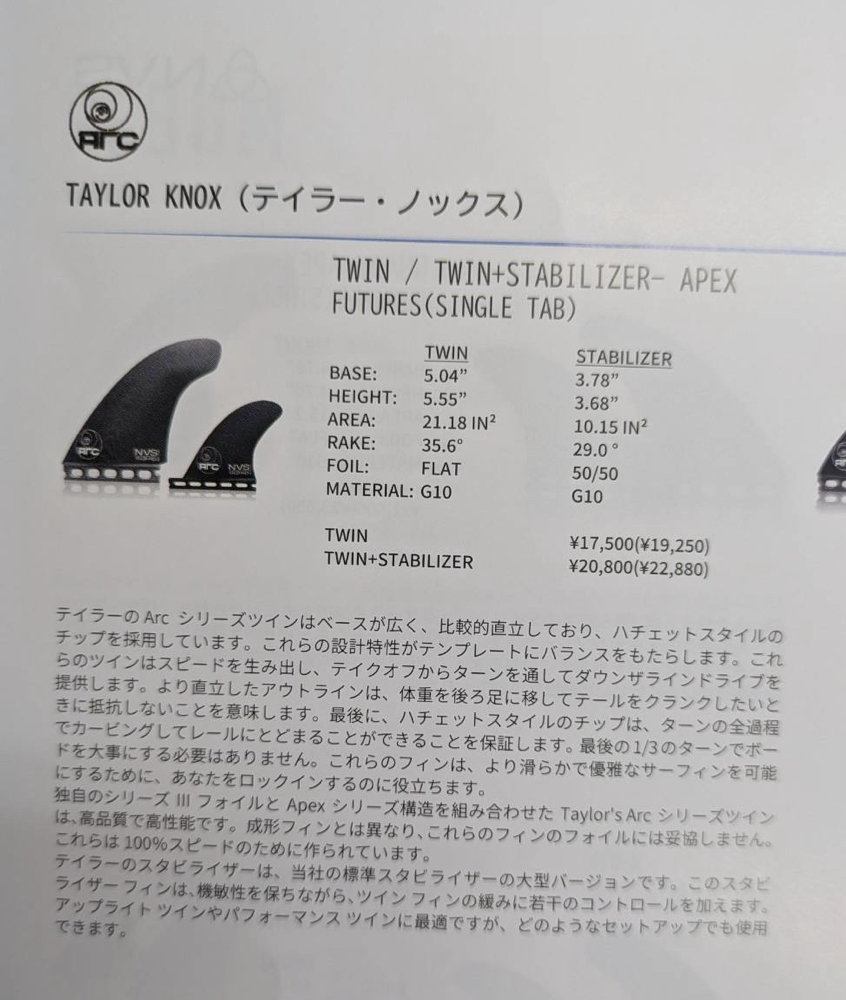 Arc
TAYLOR KNOX (テイラー・ノックス)
TWIN / TWIN+STABILIZER- APEX
FUTURES(SINGLE TAB)
TWIN STABILIZER
BASE: 5.04” 3.78”
HEIGHT: 5.55” 3.68”
AREA: 21.18 IN² 10.15 IN²
RAKE: 35.6° 29.0 °
FOIL: FLAT 50/50
MATERIAL: G10 G10
Arc NVS
Arc NVS
TWIN ¥17,500(¥19,250)
TWIN+STABILIZER ¥20,800(¥22,880)
テイラーの Arc シリーズツインはベースが広く、比較的直立しており、ハチェットスタイルの
チップを採用しています。これらの設計特性がテンプレートにバランスをもたらします。これ
らのツインはスピードを生み出し、テイクオフからターンを通してダウンザラインドライブを
提供します。より直立したアウトラインは、体重を後ろ足に移してテールをクランクしたいと
きに抵抗しないことを意味します。最後に、ハチェットスタイルのチップは、ターンの全過程
でカービングしてレールにとどまることができることを保証します。最後の1/3のターンでボー
ドを大事にする必要はありません。これらのフィンは、より滑らかで優雅なサーフィンを可能
にするために、あなたをロックインするのに役立ちます。
独自のシリーズ III フォイルと Apex シリーズ構造を組み合わせた Taylor's Arc シリーズツイン
は、高品質で高性能です。成形フィンとは異なり、これらのフィンのフォイルには妥協しません。
これらは 100%スピードのために作られています。
テイラーのスタビライザーは、当社の標準スタビライザーの大型バージョンです。このスタビ
ライザー フィンは、機敏性を保ちながら、ツイン フィンの緩みに若干のコントロールを加えます。
アップライト ツインやパフォーマンス ツインに最適ですが、どのようなセットアップでも使用
できます。